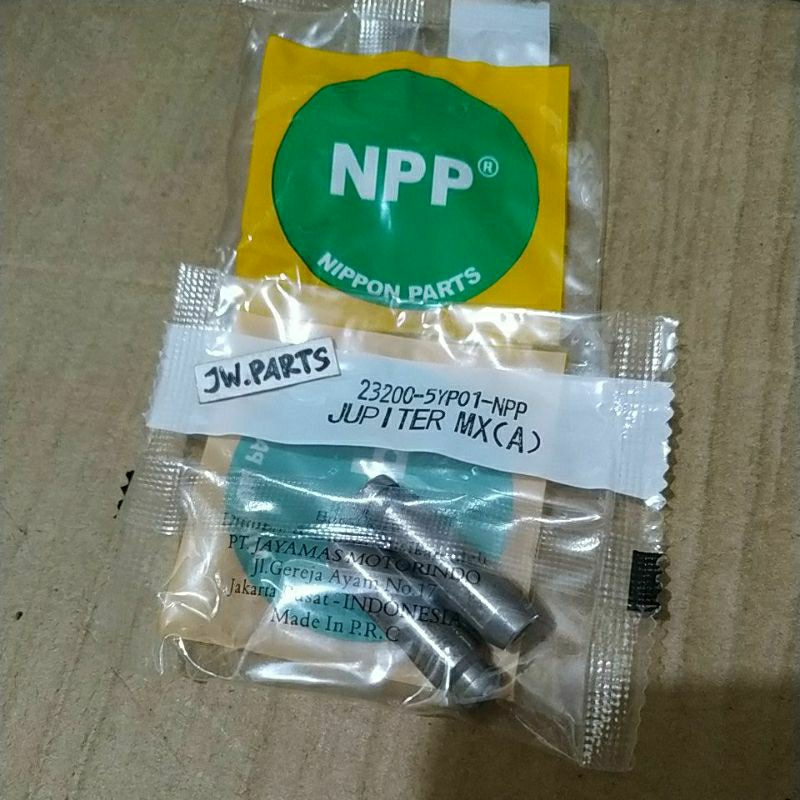 NPP®
NIPPON PARTS
JW.PARTS
23200-5YP01-NPP
JUPITER MX(A)
PT. JAYAMAS MOTORINDO
Jl.Gereja Ayam No.17
Jakarta Pusat - INDONESIA
Made In P.R.C